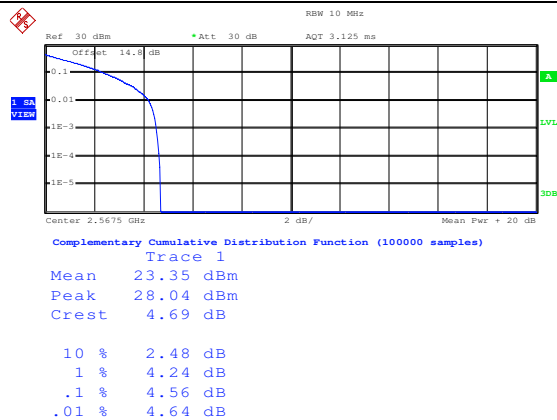 RBW 10 MHz
Ref 30 dBm *Att 30 dB AQT 3.125 ms
Offset 14.8 dB
0.1
A
0.01
1 SA
VIEW
1E-3
LVL
1E-4
1E-5
3DB
Center 2.5675 GHz 2 dB/ Mean Pwr + 20 dB
Complementary Cumulative Distribution Function (100000 samples)
Trace 1
Mean 23.35 dBm
Peak 28.04 dBm
Crest 4.69 dB
10 % 2.48 dB
1 % 4.24 dB
.1 % 4.56 dB
.01 % 4.64 dB